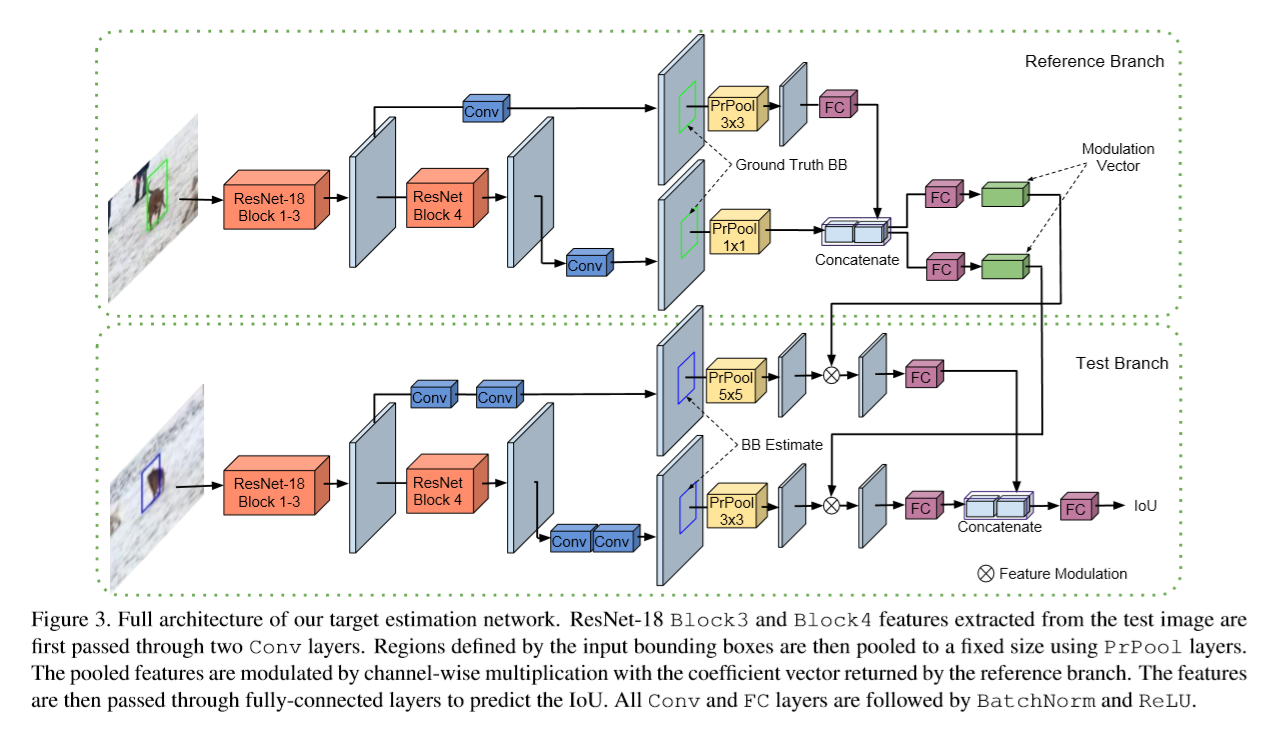 Reference Branch
Conv
PrPool
3x3
FC
Ground Truth BB
Modulation
Vector
ResNet-18
Block 1-3
ResNet
Block 4
Conv
PrPool
1x1
Concatenate
FC
FC
Test Branch
Conv
Conv
PrPool
5x5
FC
BB Estimate
ResNet-18
Block 1-3
ResNet
Block 4
Conv
Conv
PrPool
3x3
FC
Concatenate
FC
IoU
Feature Modulation
Figure 3. Full architecture of our target estimation network. ResNet-18 Block3 and Block4 features extracted from the test image are
first passed through two Conv layers. Regions defined by the input bounding boxes are then pooled to a fixed size using PrPool layers.
The pooled features are modulated by channel-wise multiplication with the coefficient vector returned by the reference branch. The features
are then passed through fully-connected layers to predict the IoU. All Conv and FC layers are followed by BatchNorm and ReLU.